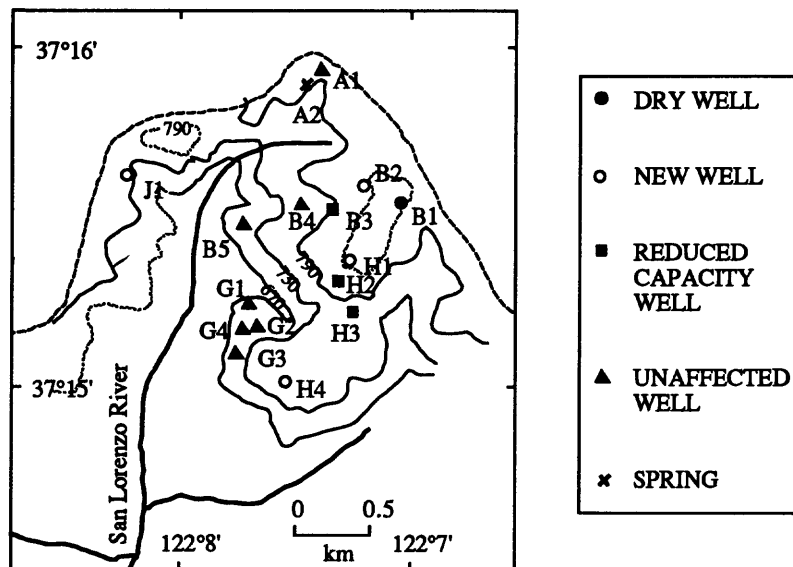 37°16'
A1
A2
790
B2
J1
B4
B3
B1
B5
790
H1
730
H2
G1
670
G4
G2
H3
G3
37°15'
H4
San Lorenzo River
0 0.5
km
122°8'
122°7'
DRY WELL
NEW WELL
REDUCED
CAPACITY
WELL
UNAFFECTED
WELL
SPRING